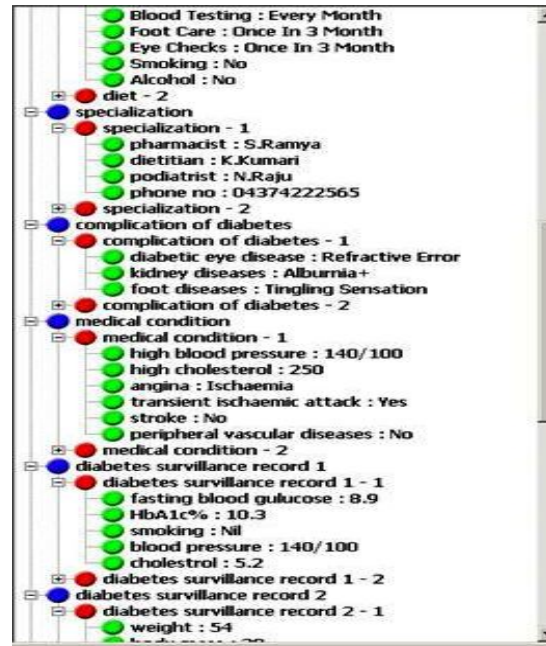 Blood Testing : Every Month
Foot Care : Once In 3 Month
Eye Checks : Once In 3 Month
Smoking : No
Alcohol : No
diet - 2
specialization
specialization - 1
pharmacist : S.Ramya
dietitian : K.Kumari
podiatrist : N.Raju
phone no : 04374222565
specialization - 2
complication of diabetes
complication of diabetes - 1
diabetic eye disease : Refractive Error
kidney diseases : Alburnia+
foot diseases : Tingling Sensation
complication of diabetes - 2
medical condition
medical condition - 1
high blood pressure : 140/100
high cholesterol : 250
angina : Ischaemia
transient ischaemic attack : Yes
stroke : No
peripheral vascular diseases : No
medical condition - 2
diabetes survillance record 1
diabetes survillance record 1 - 1
fasting blood gulucose : 8.9
HbA1c% : 10.3
smoking : Nil
blood pressure : 140/100
cholestrol : 5.2
diabetes survillance record 1 - 2
diabetes survillance record 2
diabetes survillance record 2 - 1
weight : 54